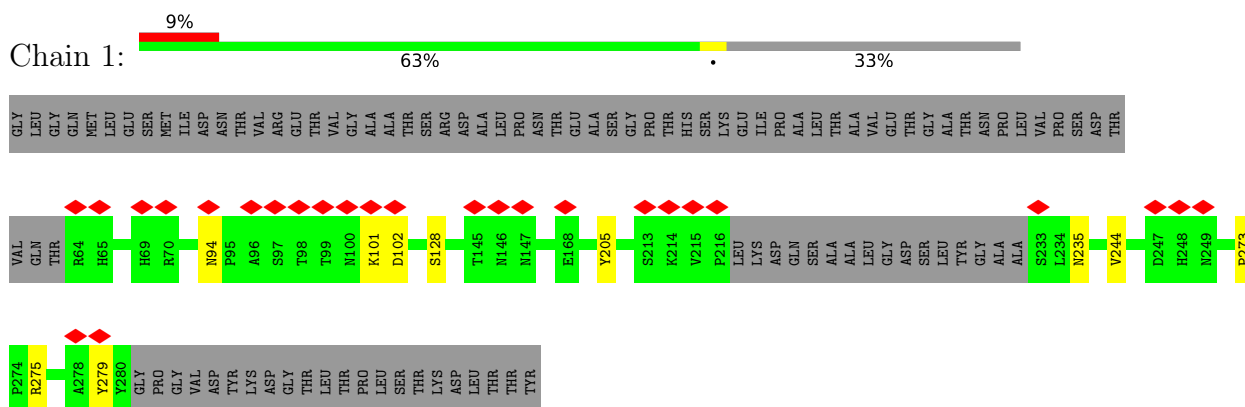 9%
Chain 1:
63%
•
33%
GLY LEU GLY GLN MET LEU GLU SER MET ILE ASP ASN THR VAL ARG GLU THR VAL GLY ALA ALA THR SER ARG ASP ALA LEU PRO ASN THR GLU ALA SER GLY PRO THR HIS SER LYS GLU ILE PRO ALA LEU THR ALA VAL GLU THR GLY ALA THR ASN PRO LEU VAL PRO SER ASP THR
VAL GLN THR R64 H65 H69 R70 N94 P95 A96 S97 T98 T99 N100 K101 D102 S128 T145 N146 N147 E168 Y205 S213 K214 V215 P216 LEU LYS ASP GLN SER ALA ALA LEU GLY ASP SER LEU TYR GLY ALA ALA S233 L234 N235 V244 D247 H248 N249 P273
P274 R275 A278 Y279 Y280 GLY PRO GLY VAL ASP TYR LYS ASP GLY THR LEU THR PRO LEU SER THR LYS ASP LEU THR THR TYR